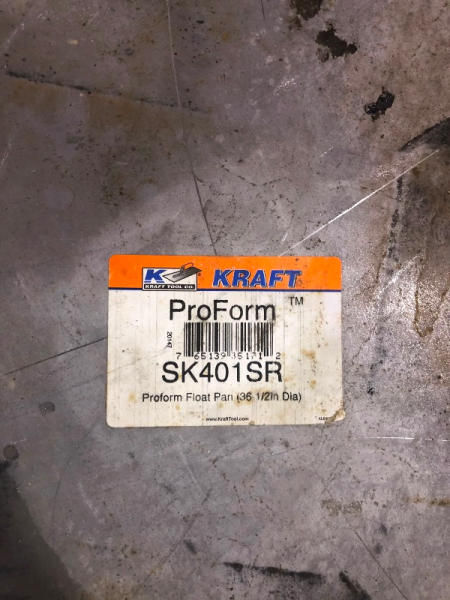 K
KRAFT TOOL CO.
KRAFT
ProForm ™
20147
7 65139 35171 2
SK401SR
Proform Float Pan (36 1/2in Dia)
www.KraftTool.com